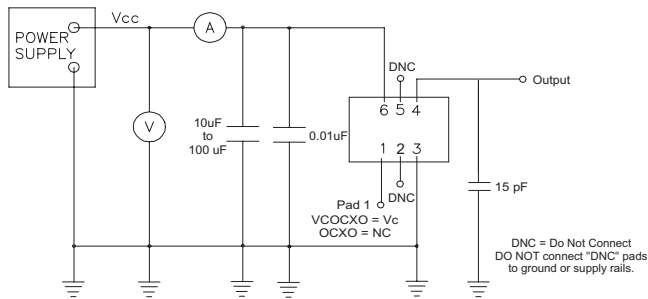 Vcc
POWER
SUPPLY
A
V
10uF
to
100 uF
0.01uF
DNC
6 5 4
1 2 3
Output
DNC
Pad 1
VCOCXO = Vc
OCXO = NC
15 pF
DNC = Do Not Connect
DO NOT connect "DNC" pads
to ground or supply rails.